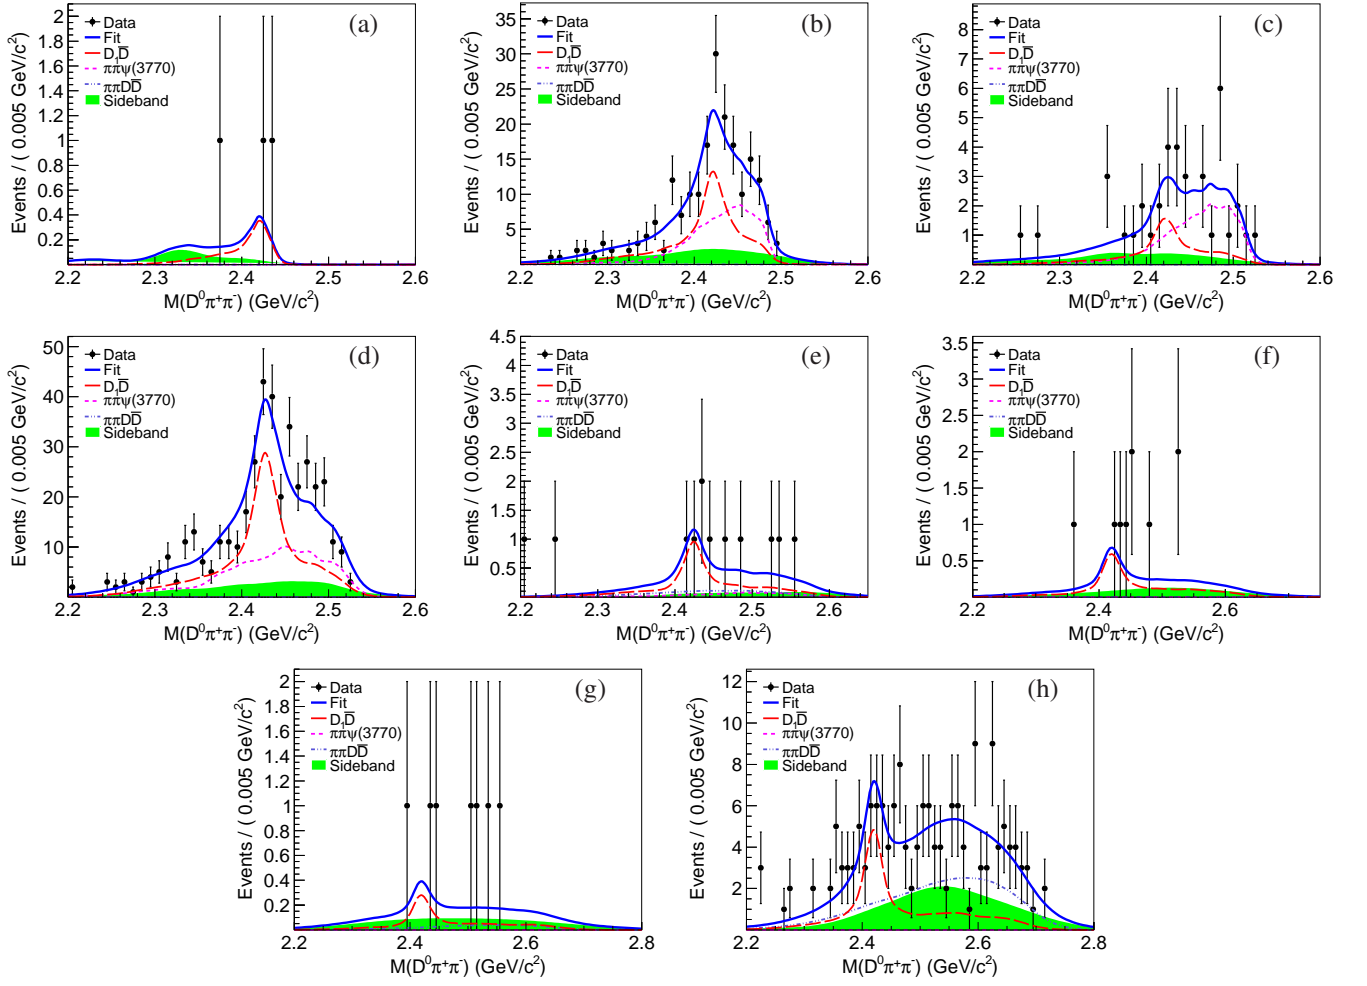 (a)
Events / ( 0.005 GeV/c²)
2
1.8
1.6
1.4
1.2
1
0.8
0.6
0.4
0.2
Data
Fit
D₁D̅
ππψ(3770)
ππDD̅
Sideband
2.2 2.3 2.4 2.5 2.6
M(D⁰π⁺π⁻) (GeV/c²)
(b)
Events / ( 0.005 GeV/c²)
35
30
25
20
15
10
5
Data
Fit
D₁D̅
ππψ(3770)
ππDD̅
Sideband
2.2 2.3 2.4 2.5 2.6
M(D⁰π⁺π⁻) (GeV/c²)
(c)
Events / ( 0.005 GeV/c²)
8
7
6
5
4
3
2
1
Data
Fit
D₁D̅
ππψ(3770)
ππDD̅
Sideband
2.2 2.3 2.4 2.5 2.6
M(D⁰π⁺π⁻) (GeV/c²)
(d)
Events / ( 0.005 GeV/c²)
50
40
30
20
10
Data
Fit
D₁D̅
ππψ(3770)
ππDD̅
Sideband
2.2 2.3 2.4 2.5 2.6
M(D⁰π⁺π⁻) (GeV/c²)
(e)
Events / ( 0.005 GeV/c²)
4.5
4
3.5
3
2.5
2
1.5
1
0.5
Data
Fit
D₁D̅
ππψ(3770)
ππDD̅
Sideband
2.2 2.3 2.4 2.5 2.6
M(D⁰π⁺π⁻) (GeV/c²)
(f)
Events / ( 0.005 GeV/c²)
3.5
3
2.5
2
1.5
1
0.5
Data
Fit
D₁D̅
ππψ(3770)
ππDD̅
Sideband
2.2 2.4 2.6
M(D⁰π⁺π⁻) (GeV/c²)
(g)
Events / ( 0.005 GeV/c²)
2
1.8
1.6
1.4
1.2
1
0.8
0.6
0.4
0.2
Data
Fit
D₁D̅
ππψ(3770)
ππDD̅
Sideband
2.2 2.4 2.6 2.8
M(D⁰π⁺π⁻) (GeV/c²)
(h)
Events / ( 0.005 GeV/c²)
12
10
8
6
4
2
Data
Fit
D₁D̅
ππψ(3770)
ππDD̅
Sideband
2.2 2.4 2.6 2.8
M(D⁰π⁺π⁻) (GeV/c²)